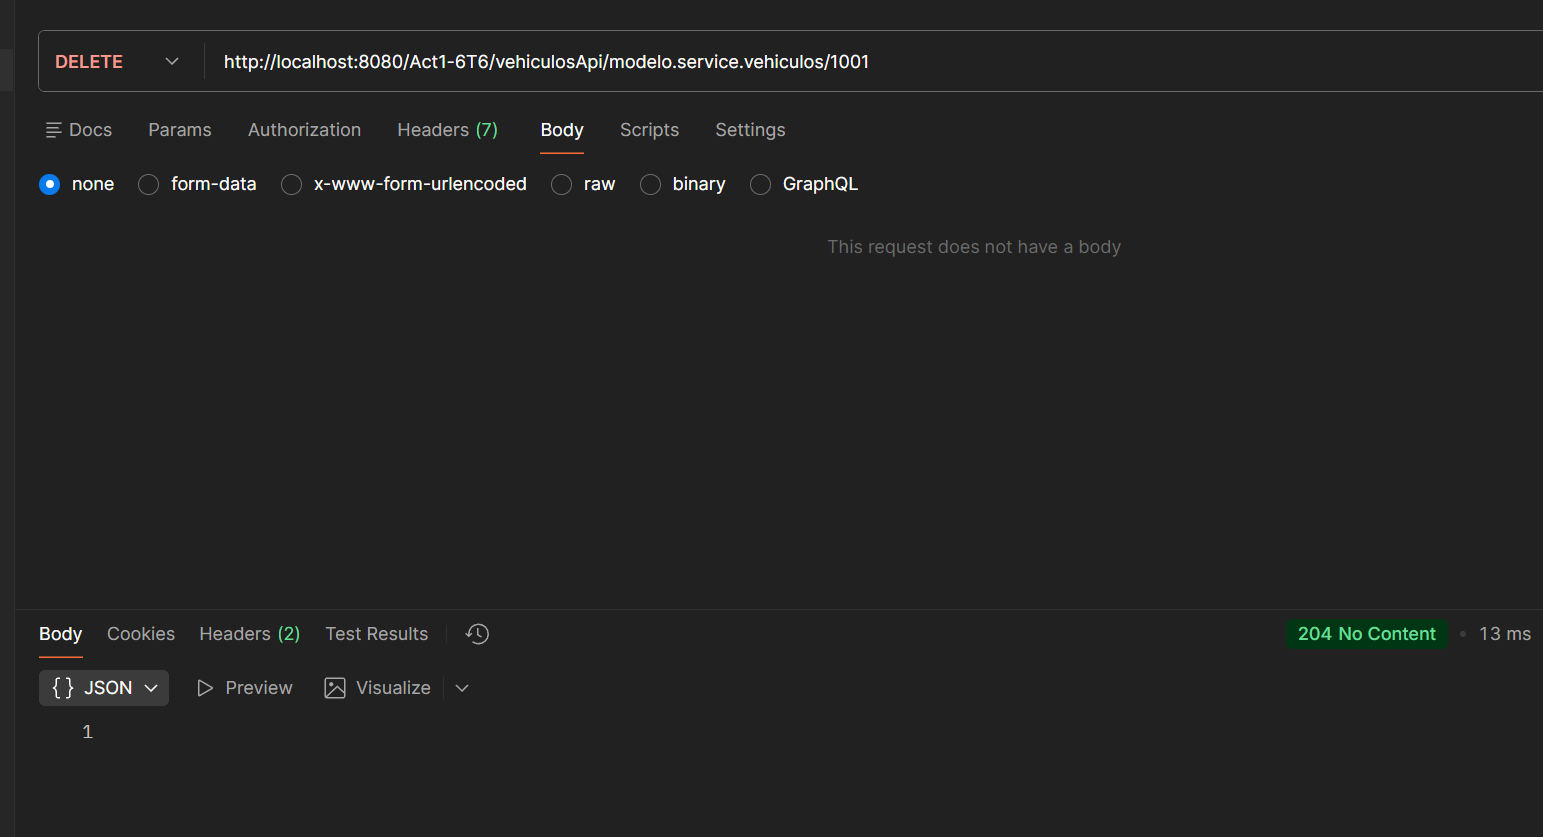 DELETE http://localhost:8080/Act1-6T6/vehiculosApi/modelo.service.vehiculos/1001
Docs Params Authorization Headers (7) Body Scripts Settings
none form-data x-www-form-urlencoded raw binary GraphQL
This request does not have a body
Body Cookies Headers (2) Test Results 204 No Content • 13 ms
{} JSON Preview Visualize
1